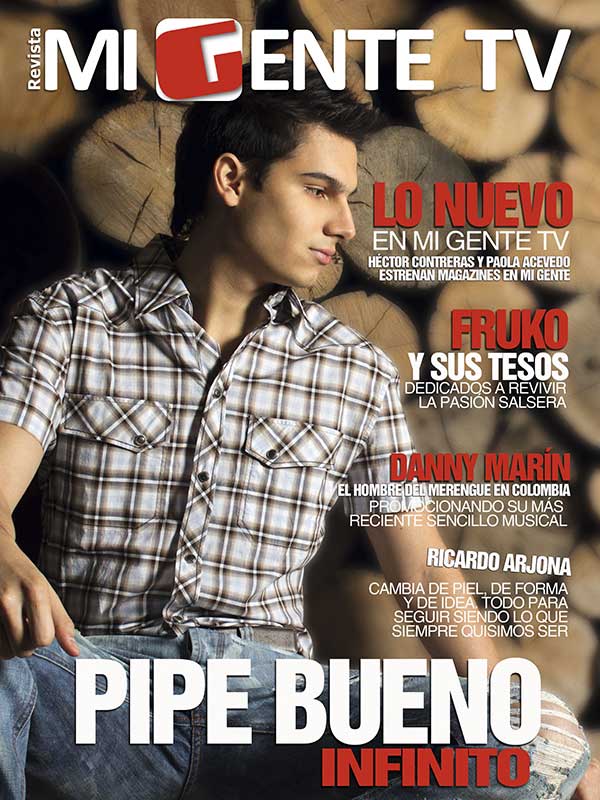 Revista
MI GENTE TV
LO NUEVO
EN MI GENTE TV
HÉCTOR CONTRERAS Y PAOLA ACEVEDO
ESTRENAN MAGAZINES EN MI GENTE
FRUKO
Y SUS TESOS
DEDICADOS A REVIVIR
LA PASIÓN SALSERA
DANNY MARÍN
EL HOMBRE DEL MERENGUE EN COLOMBIA
PROMOCIONANDO SU MÁS
RECIENTE SENCILLO MUSICAL
RICARDO ARJONA
CAMBIA DE PIEL, DE FORMA
Y DE IDEA, TODO PARA
SEGUIR SIENDO LO QUE
SIEMPRE QUISIMOS SER
PIPE BUENO
INFINITO